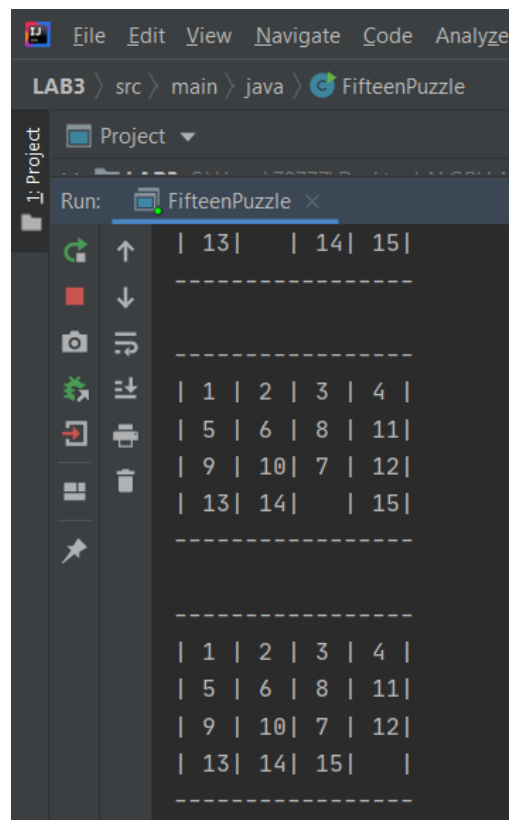 File Edit View Navigate Code Analyze
LAB3 〉 src 〉 main 〉 java 〉 FifteenPuzzle
1: Project
Project
Run: FifteenPuzzle ×
| 13|   | 14| 15|
-----------------
-----------------
| 1 | 2 | 3 | 4 |
| 5 | 6 | 8 | 11|
| 9 | 10| 7 | 12|
| 13| 14|   | 15|
-----------------
-----------------
| 1 | 2 | 3 | 4 |
| 5 | 6 | 8 | 11|
| 9 | 10| 7 | 12|
| 13| 14| 15|   |
-----------------